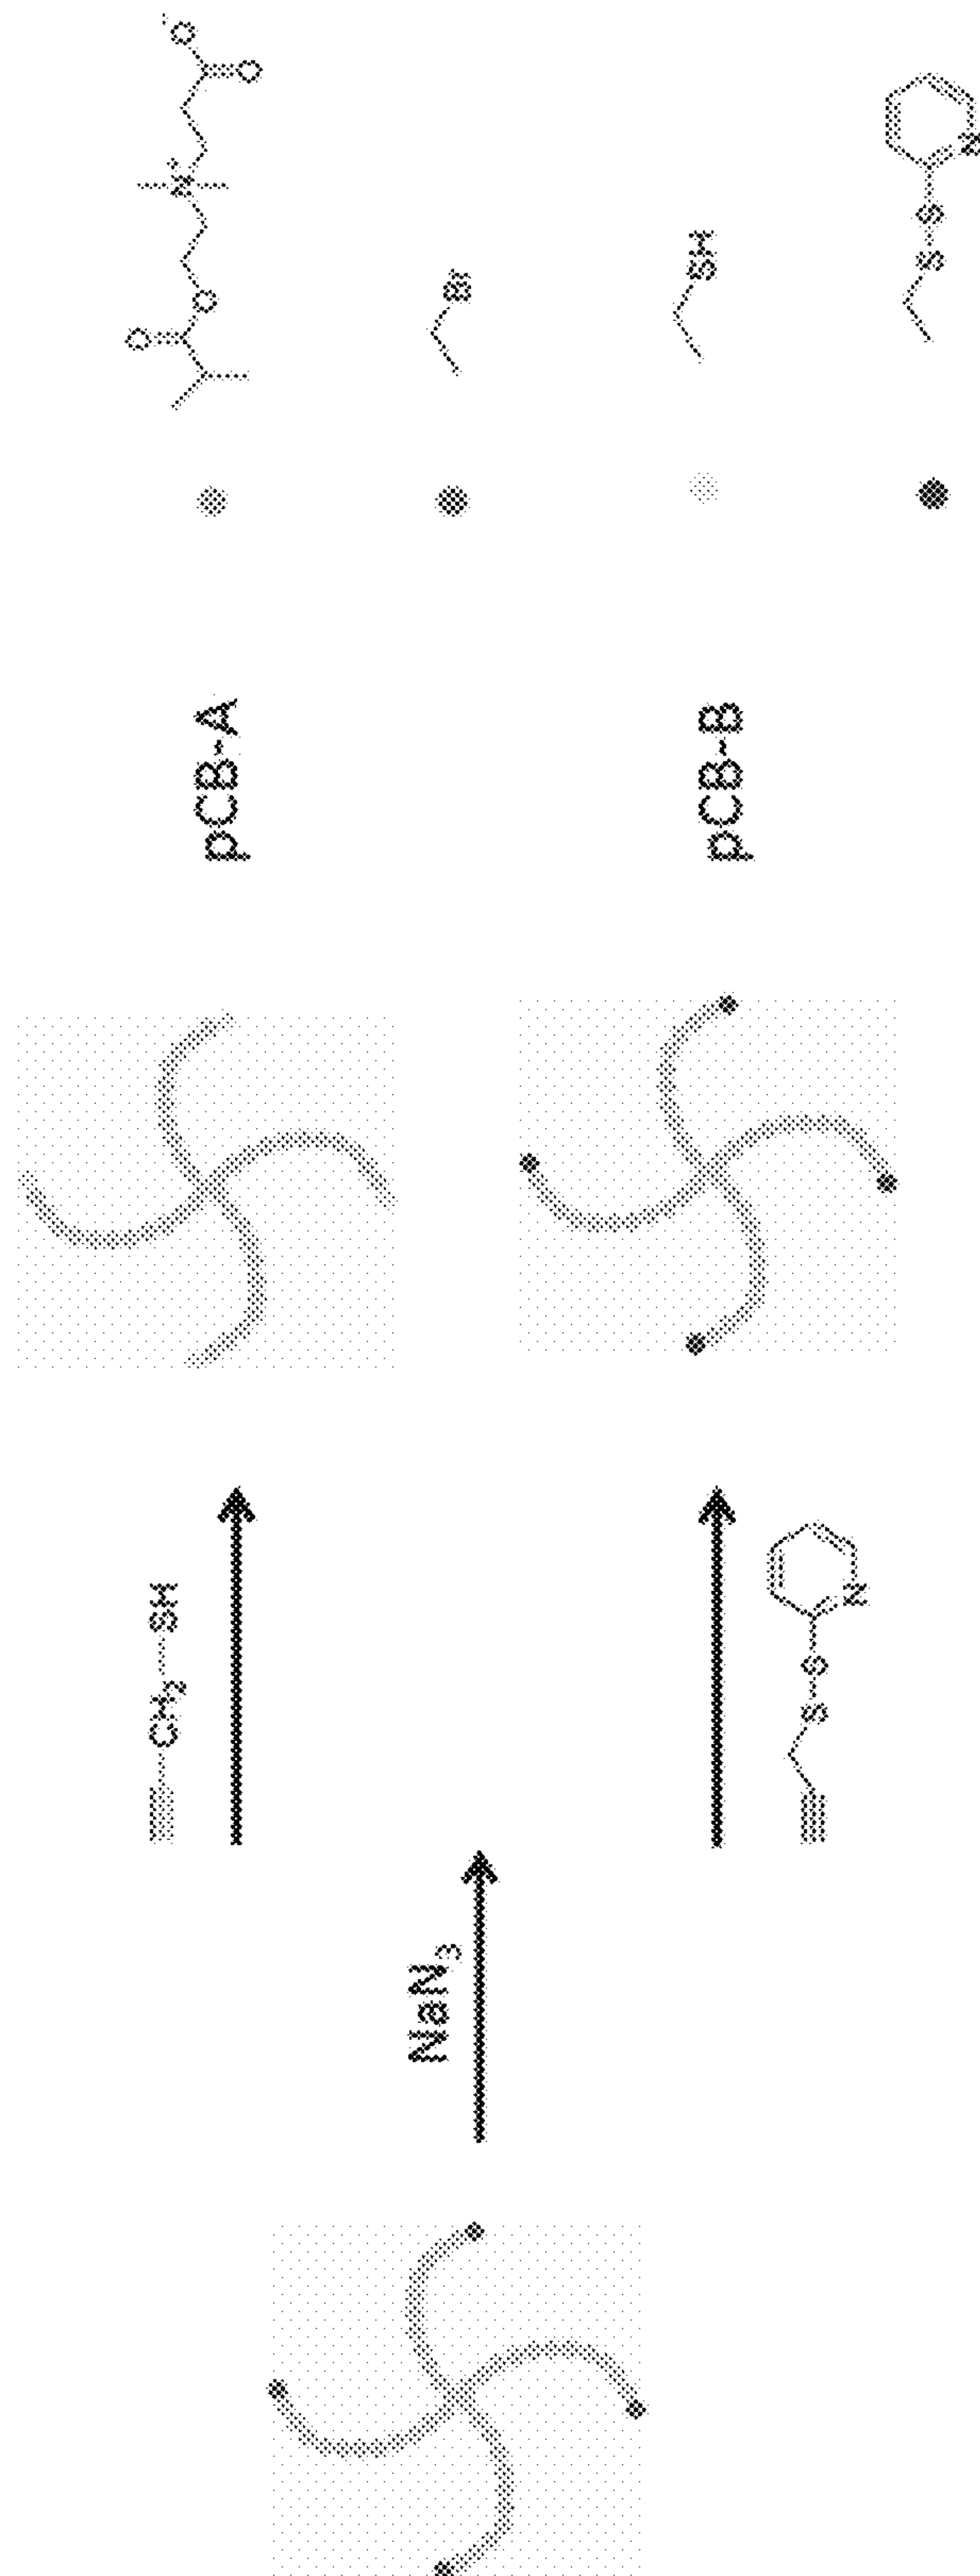 NaN3
≡—CH2—SH
S–S
N
pCB-A
pCB-B
O
O
N+
O
O-
Br
SH
S–S
N